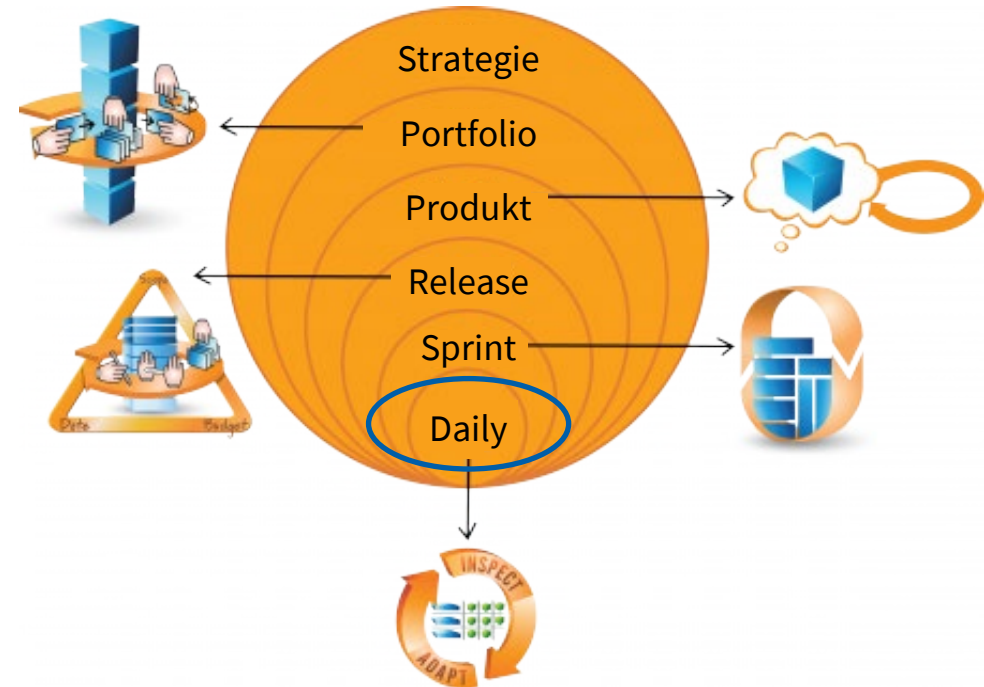 Strategie
Portfolio
Produkt
Release
Sprint
Daily
Scope
Date
Budget
INSPECT
ADAPT